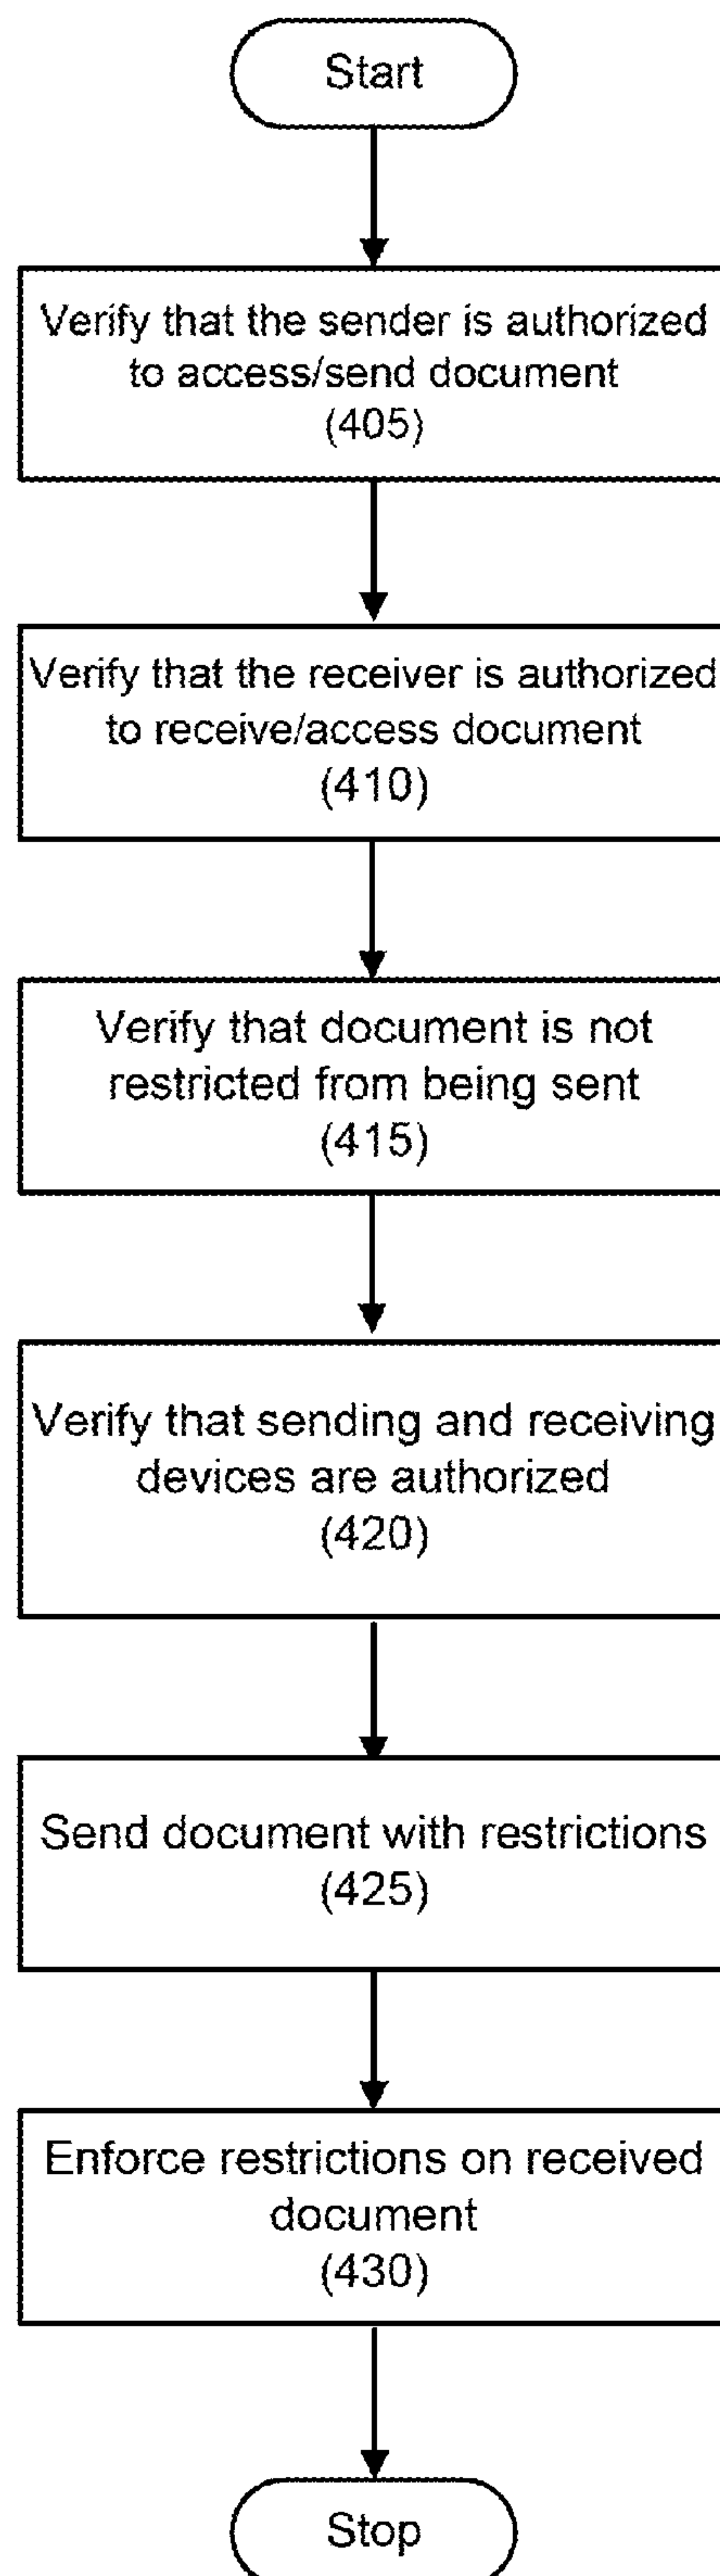 Start
Verify that the sender is authorized
to access/send document
(405)
Verify that the receiver is authorized
to receive/access document
(410)
Verify that document is not
restricted from being sent
(415)
Verify that sending and receiving
devices are authorized
(420)
Send document with restrictions
(425)
Enforce restrictions on received
document
(430)
Stop